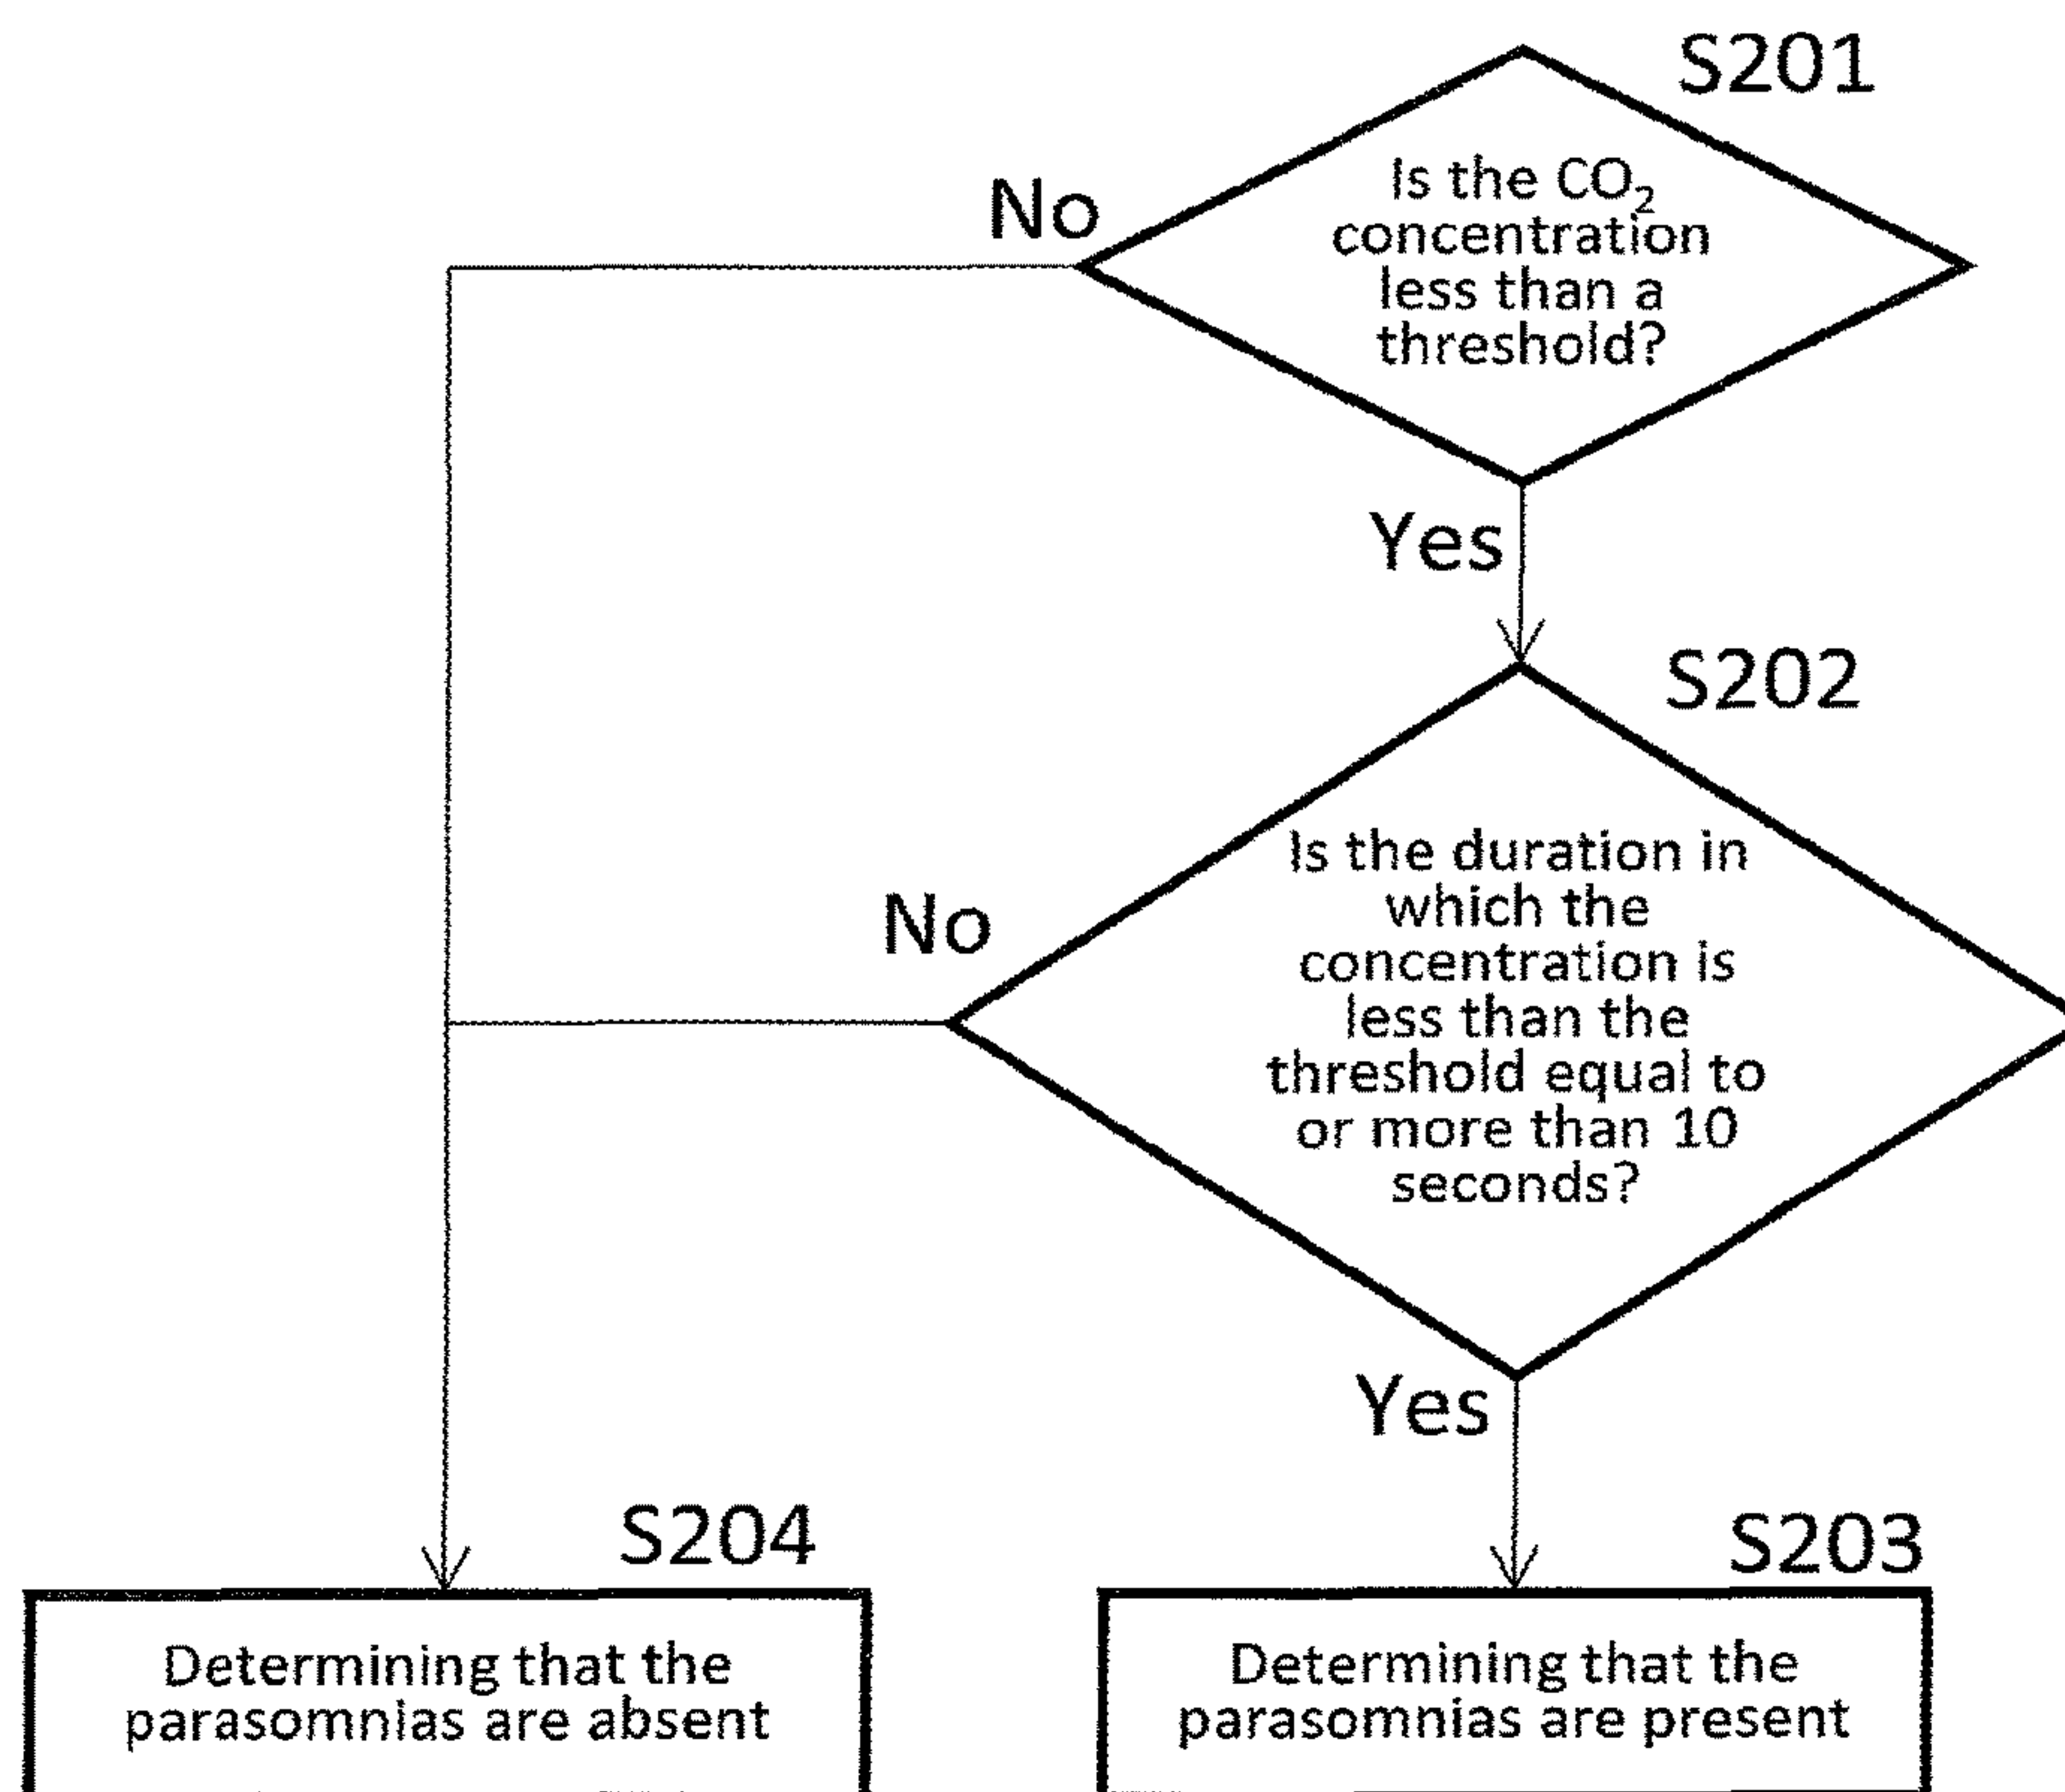 S201
Is the CO₂
concentration
less than a
threshold?
No
Yes
S202
Is the duration in
which the
concentration is
less than the
threshold equal to
or more than 10
seconds?
No
Yes
S204
S203
Determining that the
parasomnias are absent
Determining that the
parasomnias are present